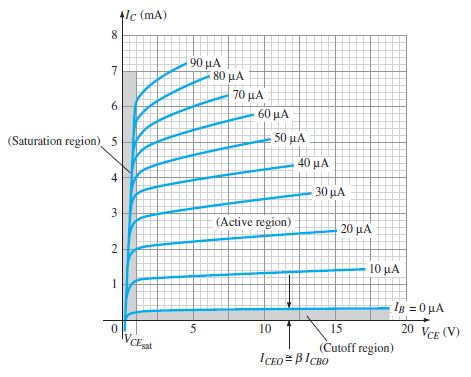 I_C (mA)
8
7
6
5
4
3
2
1
0
90 μA
80 μA
70 μA
60 μA
50 μA
40 μA
30 μA
20 μA
10 μA
I_B = 0 μA
(Saturation region)
(Active region)
(Cutoff region)
5
10
15
20
V_CE (V)
V_CEsat
I_CEO ≅ β I_CBO